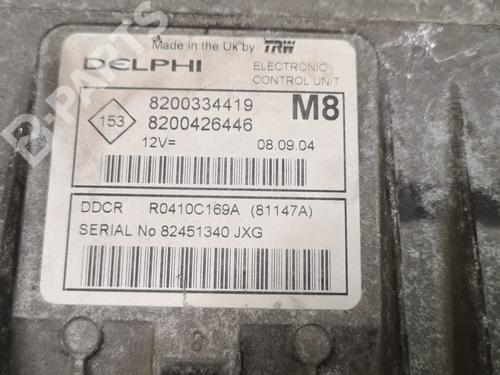 Made in the Uk by TRW
DELPHI ELECTRONIC
CONTROL UNIT
8200334419 M8
153 8200426446
12V= 08.09.04
DDCR R0410C169A (81147A)
SERIAL No 82451340 JXG
B-PARTS